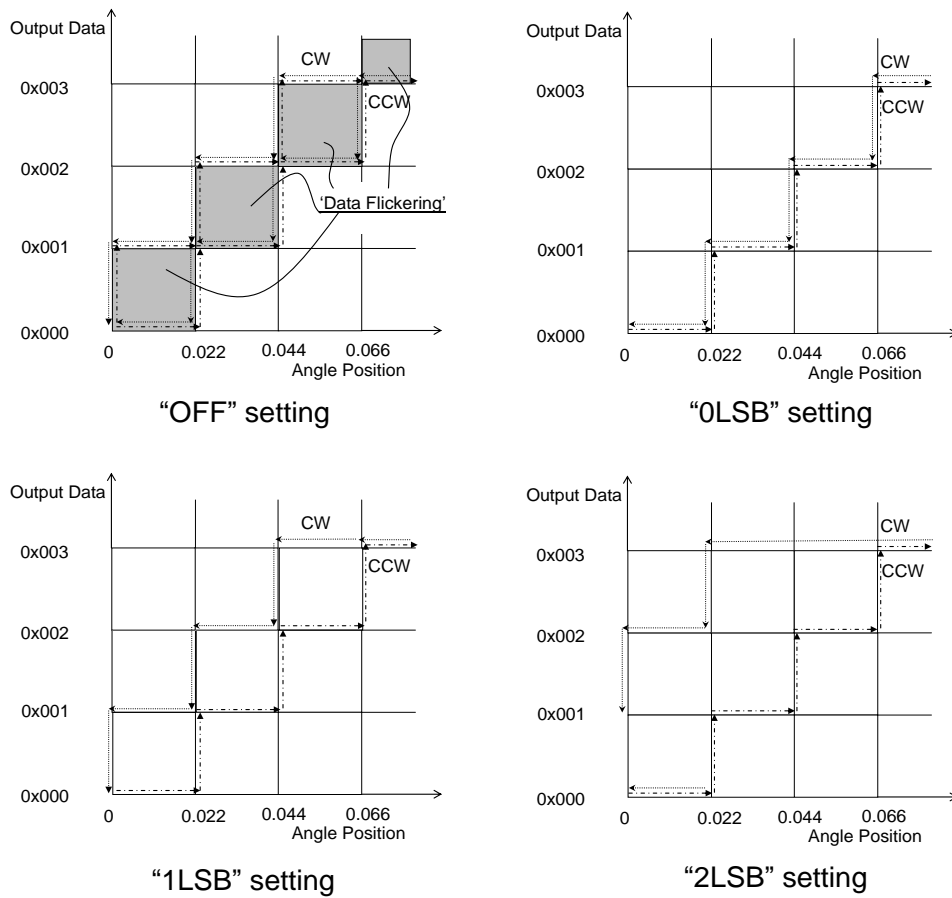 Output Data
CW
0x003
CCW
0x002
'Data Flickering'
0x001
0x000
0 0.022 0.044 0.066
Angle Position
“OFF” setting
Output Data
CW
0x003
CCW
0x002
0x001
0x000
0 0.022 0.044 0.066
Angle Position
“0LSB” setting
Output Data
CW
0x003
CCW
0x002
0x001
0x000
0 0.022 0.044 0.066
Angle Position
“1LSB” setting
Output Data
CW
0x003
CCW
0x002
0x001
0x000
0 0.022 0.044 0.066
Angle Position
“2LSB” setting